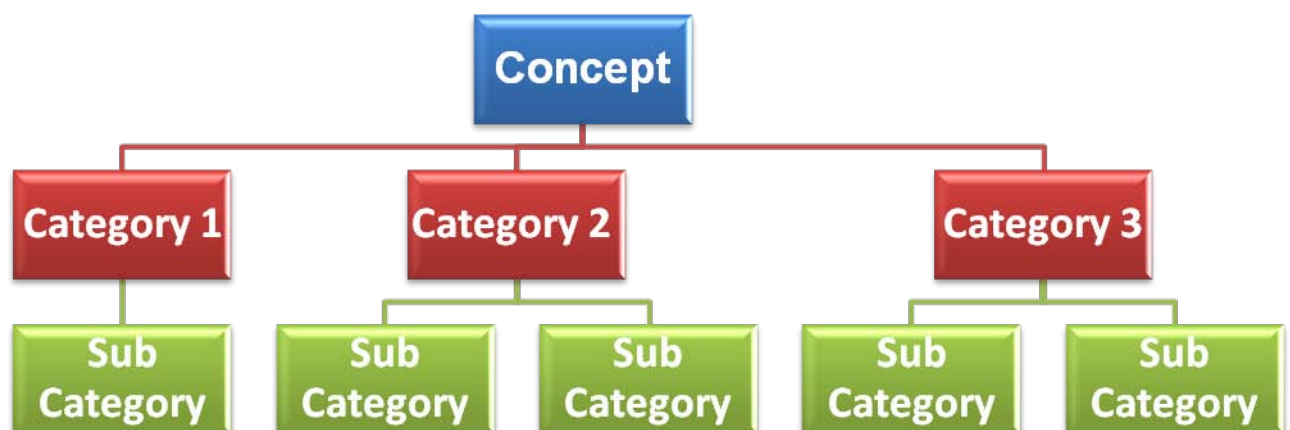 Concept
Category 1
Category 2
Category 3
Sub
Category
Sub
Category
Sub
Category
Sub
Category
Sub
Category